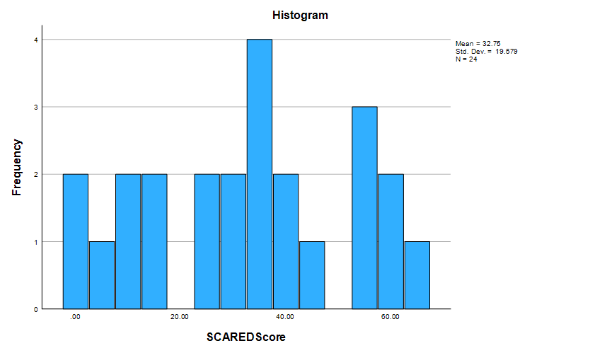 Histogram
Mean = 32.75
Std. Dev. = 19.579
N = 24
4
3
2
1
0
Frequency
.00
20.00
40.00
60.00
SCAREDScore